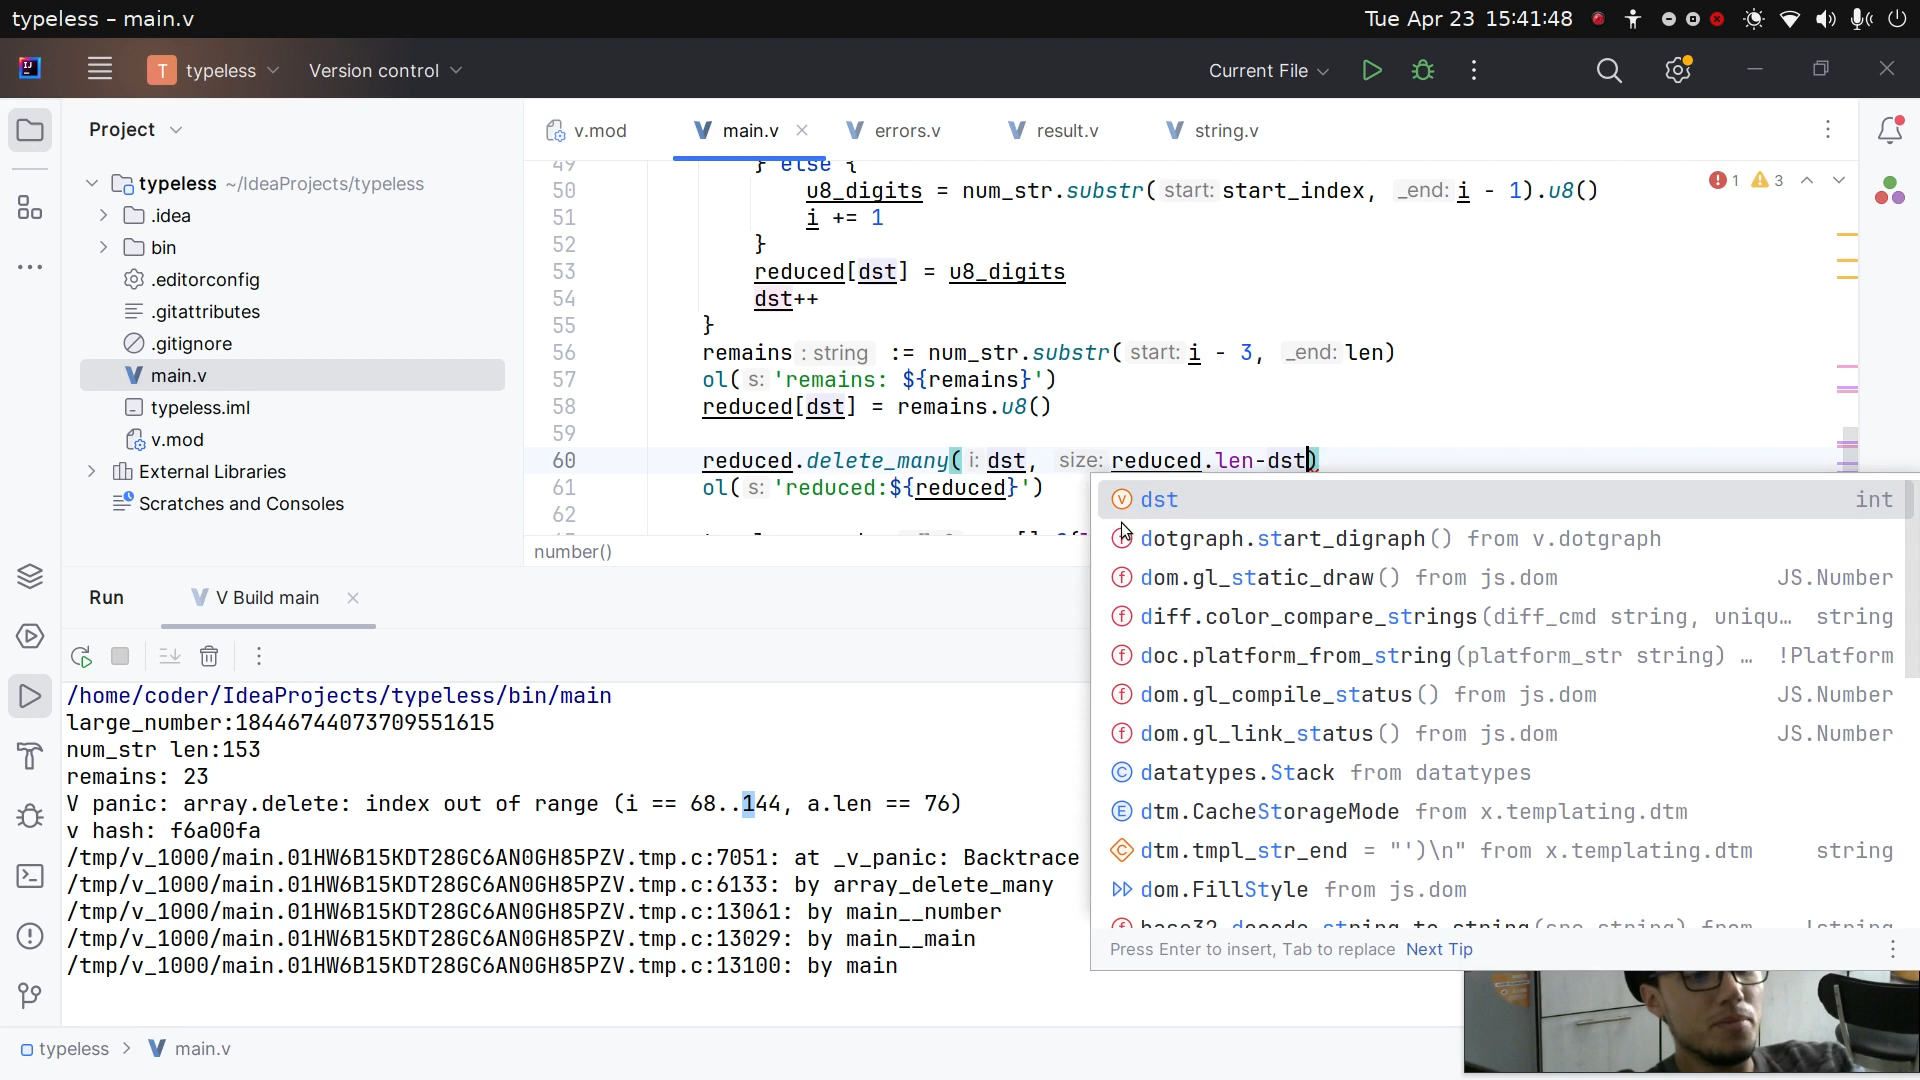 typeless – main.v
Tue Apr 23 15:41:48
T typeless
Version control
Current File
Project
v.mod
main.v
errors.v
result.v
string.v
typeless ~/IdeaProjects/typeless
.idea
bin
.editorconfig
.gitattributes
.gitignore
main.v
typeless.iml
v.mod
External Libraries
Scratches and Consoles
49 } else {
50 u8_digits = num_str.substr( start: start_index, _end: i - 1).u8()
51 i += 1
52 }
53 reduced[dst] = u8_digits
54 dst++
55 }
56 remains : string := num_str.substr( start: i - 3, _end: len)
57 ol( s: 'remains: ${remains}')
58 reduced[dst] = remains.u8()
59
60 reduced.delete_many( i: dst, size: reduced.len-dst)
61 ol( s: 'reduced:${reduced}')
62
1 3
number()
dst int
dotgraph.start_digraph() from v.dotgraph
dom.gl_static_draw() from js.dom JS.Number
diff.color_compare_strings(diff_cmd string, uniqu... string
doc.platform_from_string(platform_str string) … !Platform
dom.gl_compile_status() from js.dom JS.Number
dom.gl_link_status() from js.dom JS.Number
datatypes.Stack from datatypes
dtm.CacheStorageMode from x.templating.dtm
dtm.tmpl_str_end = "')\n" from x.templating.dtm string
dom.FillStyle from js.dom
Press Enter to insert, Tab to replace Next Tip
Run
V Build main
/home/coder/IdeaProjects/typeless/bin/main
large_number:18446744073709551615
num_str len:153
remains: 23
V panic: array.delete: index out of range (i == 68..144, a.len == 76)
v hash: f6a00fa
/tmp/v_1000/main.01HW6B15KDT28GC6AN0GH85PZV.tmp.c:7051: at _v_panic: Backtrace
/tmp/v_1000/main.01HW6B15KDT28GC6AN0GH85PZV.tmp.c:6133: by array_delete_many
/tmp/v_1000/main.01HW6B15KDT28GC6AN0GH85PZV.tmp.c:13061: by main__number
/tmp/v_1000/main.01HW6B15KDT28GC6AN0GH85PZV.tmp.c:13029: by main__main
/tmp/v_1000/main.01HW6B15KDT28GC6AN0GH85PZV.tmp.c:13100: by main
typeless > main.v